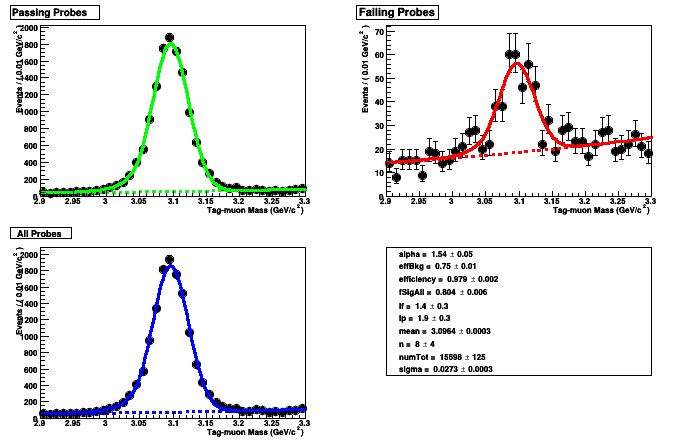 Passing Probes
Events / ( 0.01 GeV/c²)
2000
1800
1600
1400
1200
1000
800
600
400
200
0
2.9 2.95 3 3.05 3.1 3.15 3.2 3.25 3.3
Tag-muon Mass (GeV/c²)
Failing Probes
Events / ( 0.01 GeV/c²)
70
60
50
40
30
20
10
0
2.9 2.95 3 3.05 3.1 3.15 3.2 3.25 3.3
Tag-muon Mass (GeV/c²)
All Probes
Events / ( 0.01 GeV/c²)
2000
1800
1600
1400
1200
1000
800
600
400
200
0
2.9 2.95 3 3.05 3.1 3.15 3.2 3.25 3.3
Tag-muon Mass (GeV/c²)
alpha = 1.54 ± 0.05
effBkg = 0.75 ± 0.01
efficiency = 0.979 ± 0.002
fSigAll = 0.804 ± 0.006
lf = 1.4 ± 0.3
lp = 1.9 ± 0.3
mean = 3.0964 ± 0.0003
n = 8 ± 4
numTot = 15598 ± 125
sigma = 0.0273 ± 0.0003